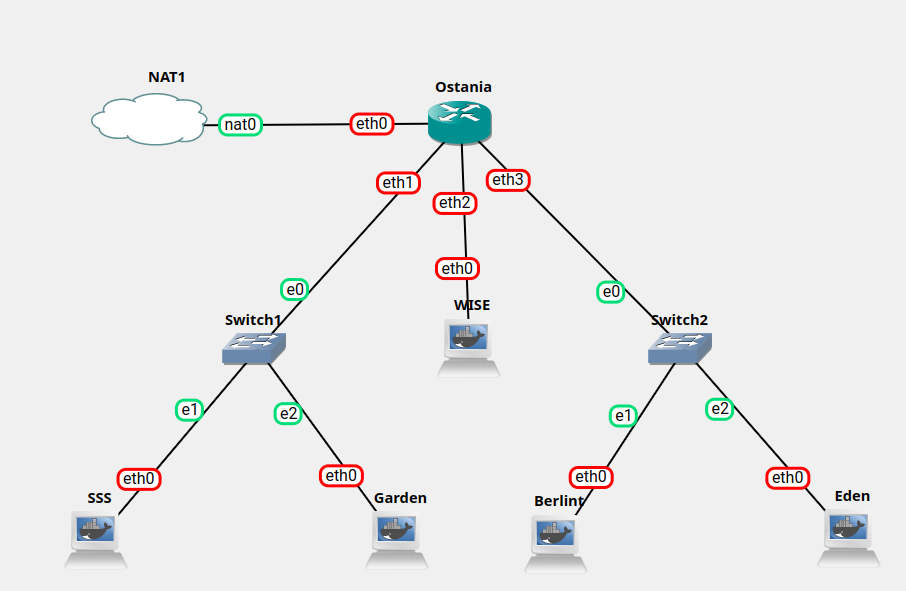 NAT1
Ostania
nat0
eth0
eth1
eth3
eth2
eth0
e0
e0
WISE
Switch1
Switch2
e1
e2
e1
e2
eth0
eth0
eth0
eth0
SSS
Garden
Berlint
Eden